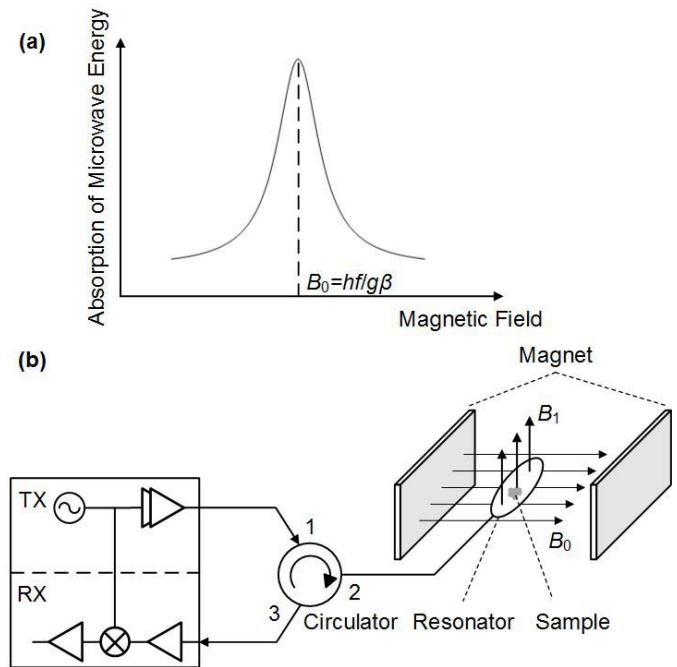 (a)
Absorption of Microwave Energy
B₀=hf/gβ
Magnetic Field
(b)
Magnet
B₁
TX
1
B₀
RX
2
3
Circulator
Resonator
Sample